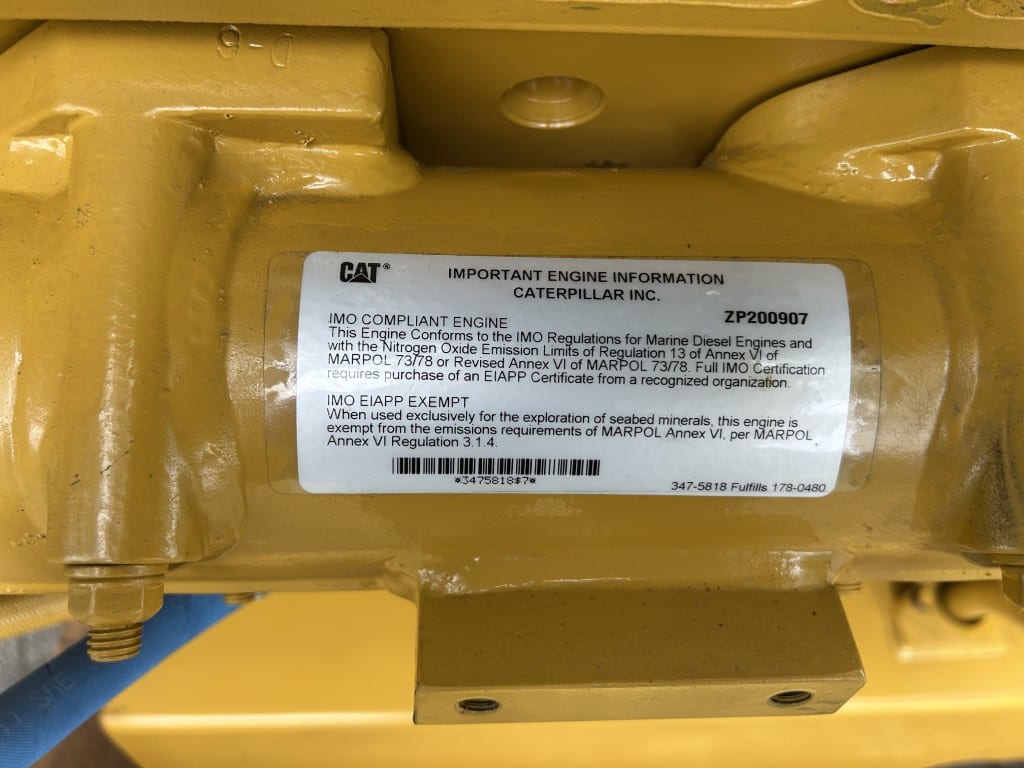 D-6
CAT®
IMPORTANT ENGINE INFORMATION
CATERPILLAR INC.
ZP200907
IMO COMPLIANT ENGINE
This Engine Conforms to the IMO Regulations for Marine Diesel Engines and
with the Nitrogen Oxide Emission Limits of Regulation 13 of Annex VI of
MARPOL 73/78 or Revised Annex VI of MARPOL 73/78. Full IMO Certification
requires purchase of an EIAPP Certificate from a recognized organization.
IMO EIAPP EXEMPT
When used exclusively for the exploration of seabed minerals, this engine is
exempt from the emissions requirements of MARPOL Annex VI, per MARPOL
Annex VI Regulation 3.1.4.
*3475818$7*
347-5818 Fulfills 178-0480